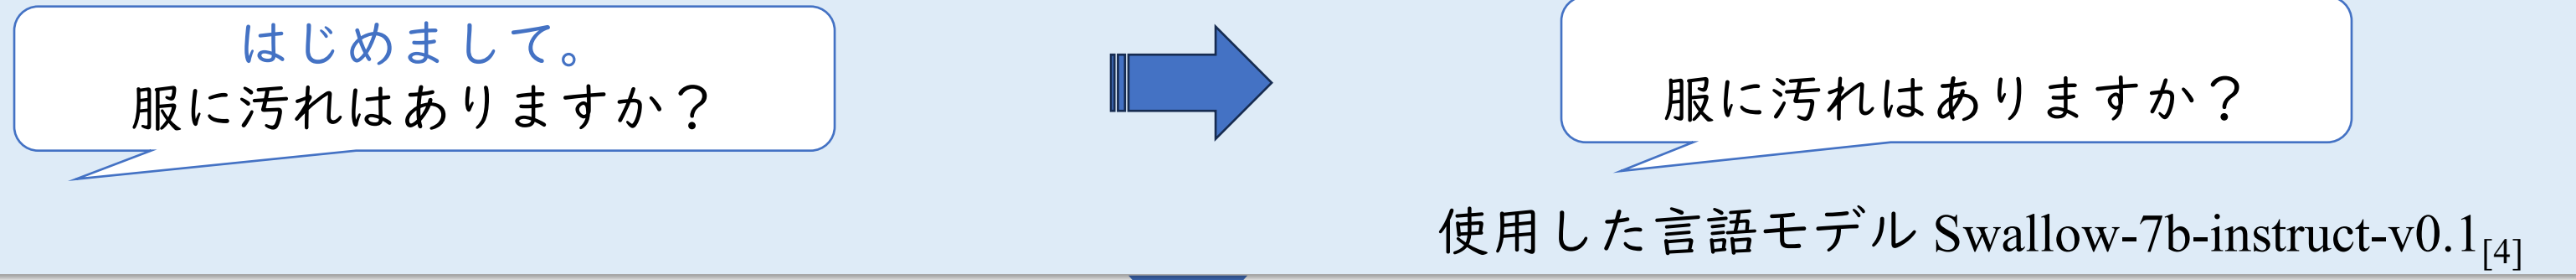 はじめまして。
服に汚れはありますか？
服に汚れはありますか？
使用した言語モデル Swallow-7b-instruct-v0.1[4]